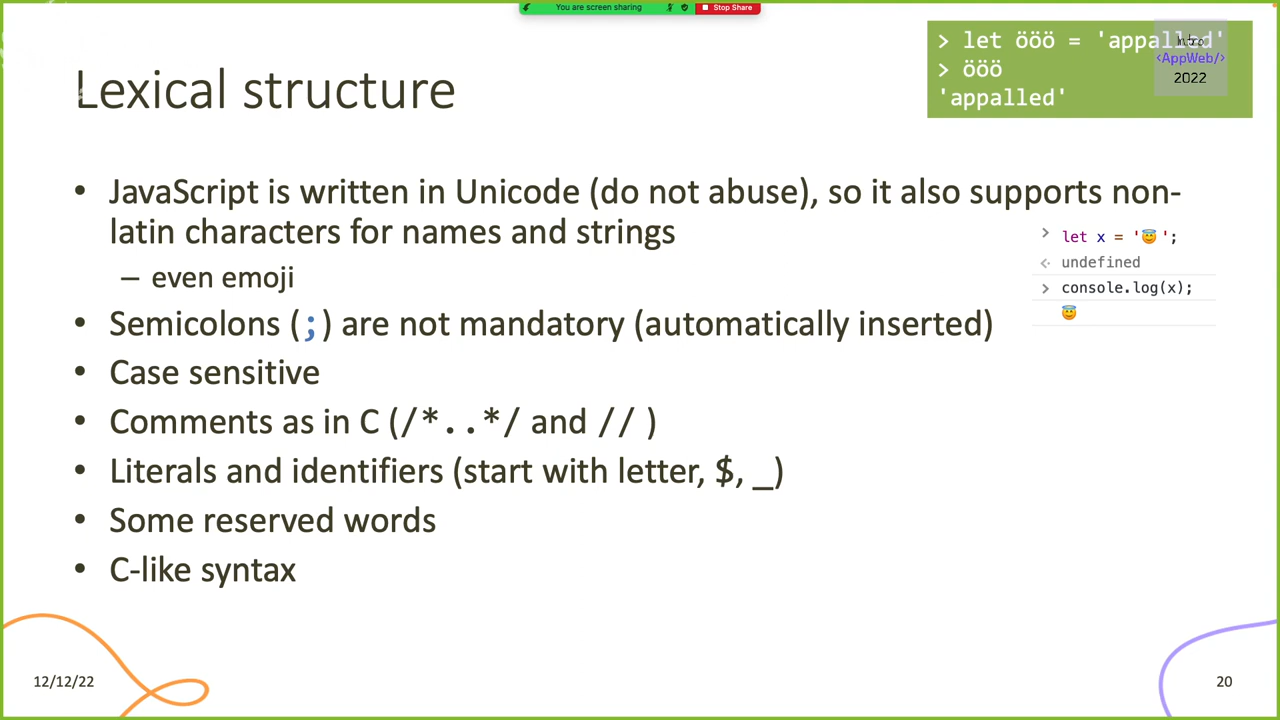 You are screen sharing
Stop Share
> let ööö = 'appalled'
> ööö
'appalled'
Intro
<AppWeb/>
2022
Lexical structure
• JavaScript is written in Unicode (do not abuse), so it also supports non-
latin characters for names and strings
– even emoji
> let x = '😇';
<· undefined
> console.log(x);
😇
• Semicolons (;) are not mandatory (automatically inserted)
• Case sensitive
• Comments as in C (/*..*/ and // )
• Literals and identifiers (start with letter, $, _)
• Some reserved words
• C-like syntax
12/12/22
20